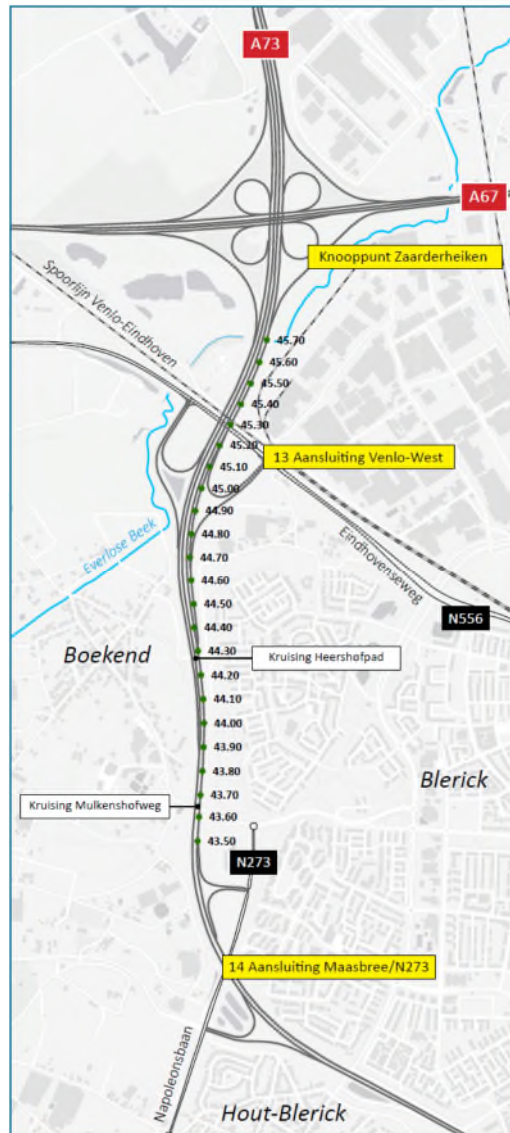 A73
A67
Knooppunt Zaarderheiken
Spoorlijn Venlo-Eindhoven
45.70
45.60
45.50
45.40
45.30
45.20
13 Aansluiting Venlo-West
45.10
45.00
44.90
44.80
Everlose Beek
Eindhovenseweg
44.70
44.60
44.50
N556
44.40
44.30
Boekend
Kruising Heershofpad
44.20
44.10
44.00
43.90
43.80
Blerick
43.70
Kruising Mulkenshofweg
43.60
43.50
N273
14 Aansluiting Maasbree/N273
Napoleonsbaan
Hout-Blerick